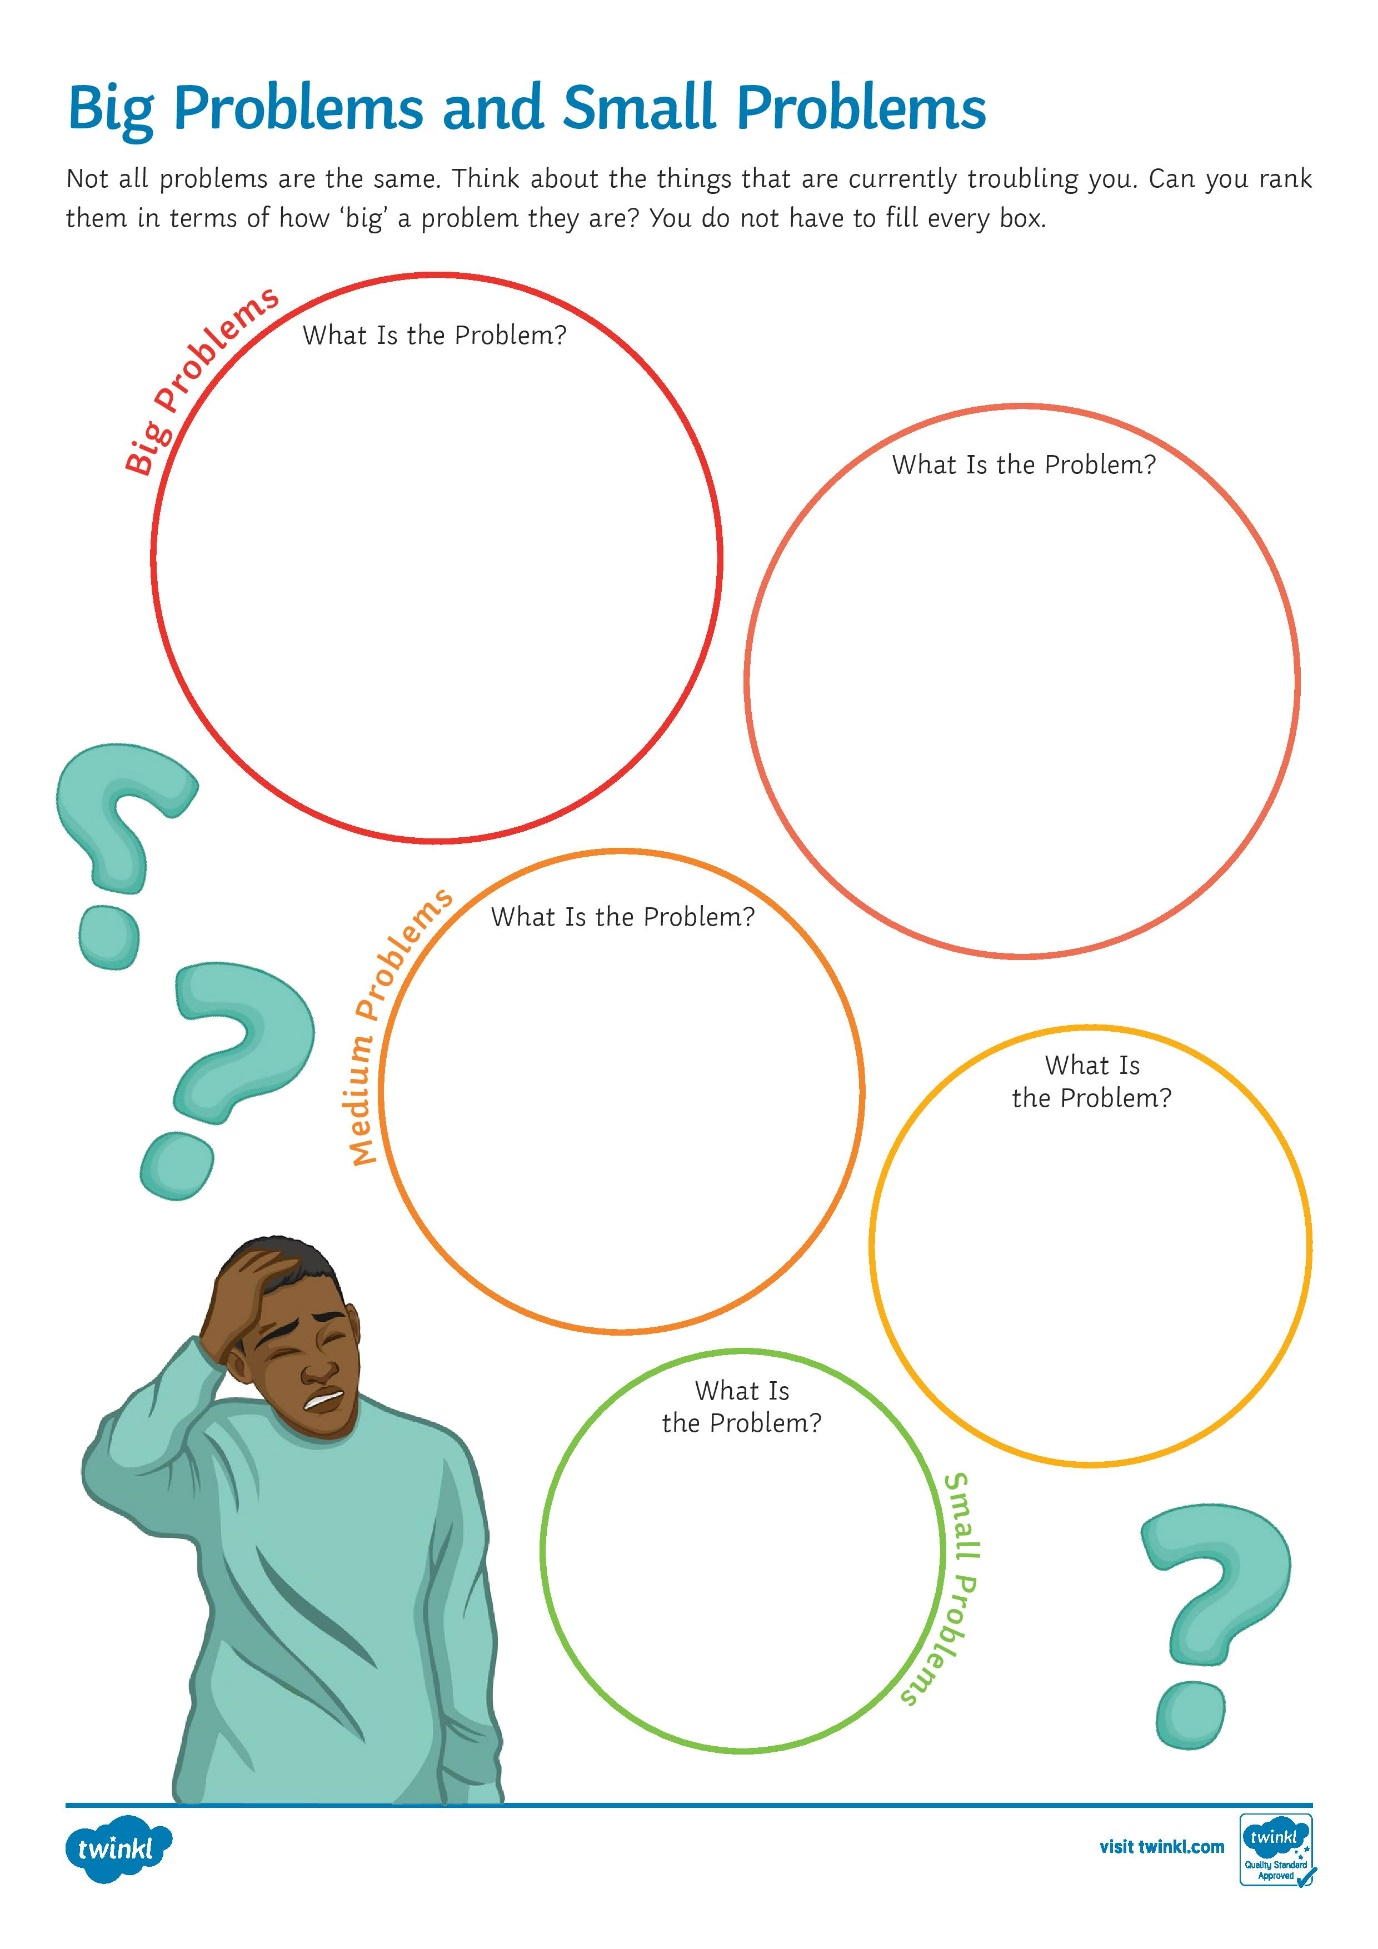 Big Problems and Small Problems
Not all problems are the same. Think about the things that are currently troubling you. Can you rank
them in terms of how ‘big’ a problem they are? You do not have to fill every box.
Big Problems
What Is the Problem?
What Is the Problem?
Medium Problems
What Is the Problem?
What Is
the Problem?
What Is
the Problem?
Small Problems
twinkl
visit twinkl.com
twinkl
Quality Standard
Approved